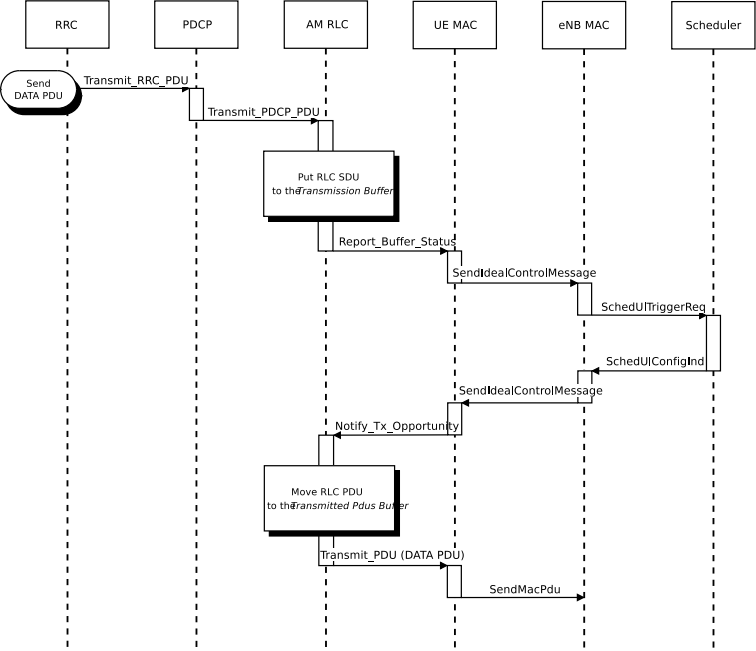 RRC
PDCP
AM RLC
UE MAC
eNB MAC
Scheduler
Send
DATA PDU
Transmit_RRC_PDU
Transmit_PDCP_PDU
Put RLC SDU
to the Transmission Buffer
Report_Buffer_Status
SendIdealControlMessage
SchedUlTriggerReq
SchedUlConfigInd
SendIdealControlMessage
Notify_Tx_Opportunity
Move RLC PDU
to the Transmitted Pdus Buffer
Transmit_PDU (DATA PDU)
SendMacPdu